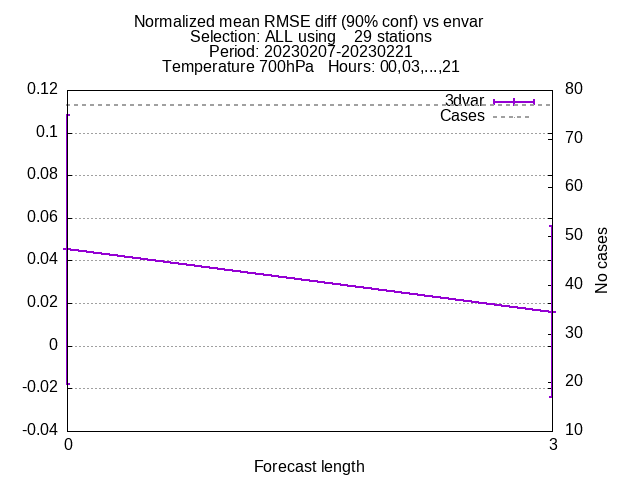 Normalized mean RMSE diff (90% conf) vs envar
Selection: ALL using    29 stations
Period: 20230207-20230221
Temperature 700hPa   Hours: 00,03,...,21
3dvar
Cases
0.12
0.1
0.08
0.06
0.04
0.02
0
-0.02
-0.04
80
70
60
50
40
30
20
10
No cases
0
3
Forecast length